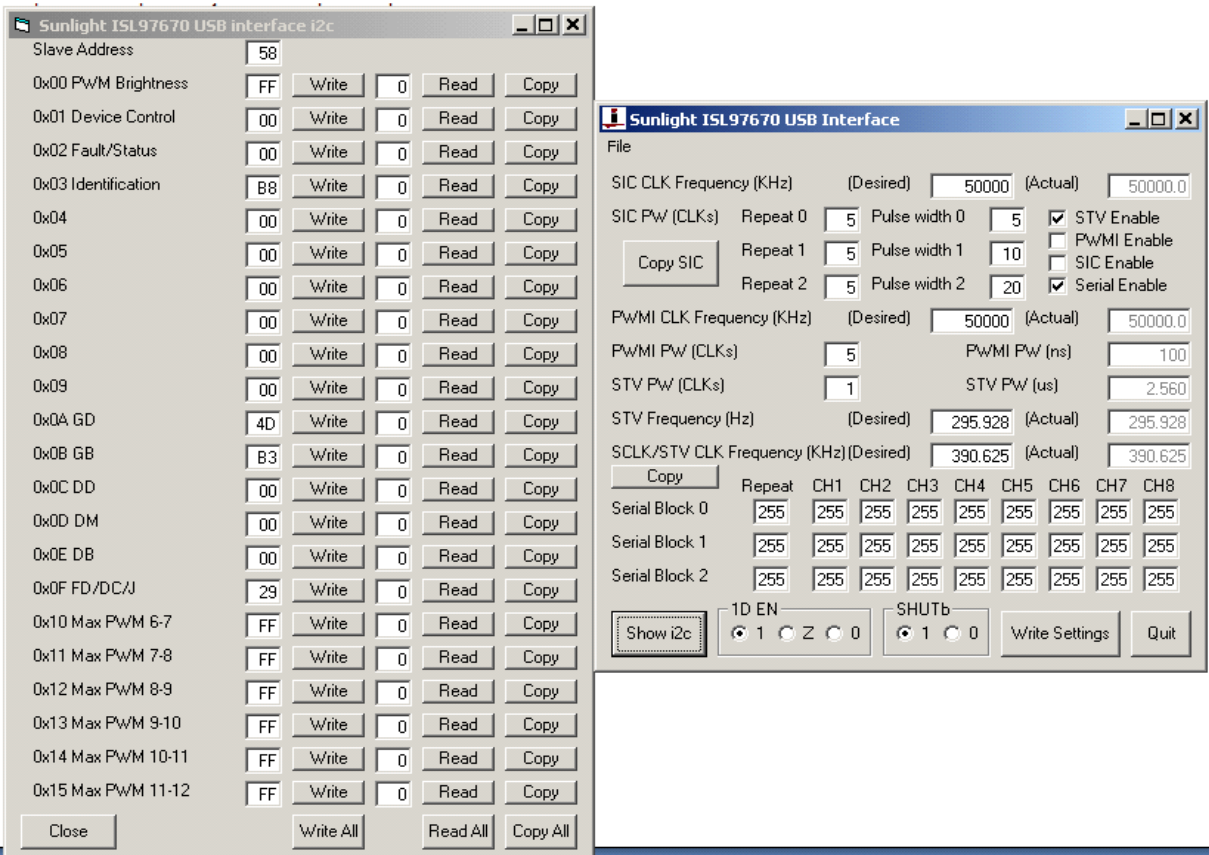 Sunlight ISL97670 USB interface i2c
Slave Address 58
0x00 PWM Brightness FF Write 0 Read Copy
0x01 Device Control 00 Write 0 Read Copy
0x02 Fault/Status 00 Write 0 Read Copy
0x03 Identification B8 Write 0 Read Copy
0x04 00 Write 0 Read Copy
0x05 00 Write 0 Read Copy
0x06 00 Write 0 Read Copy
0x07 00 Write 0 Read Copy
0x08 00 Write 0 Read Copy
0x09 00 Write 0 Read Copy
0x0A GD 4D Write 0 Read Copy
0x0B GB B3 Write 0 Read Copy
0x0C DD 00 Write 0 Read Copy
0x0D DM 00 Write 0 Read Copy
0x0E DB 00 Write 0 Read Copy
0x0F FD/DC/J 29 Write 0 Read Copy
0x10 Max PWM 6-7 FF Write 0 Read Copy
0x11 Max PWM 7-8 FF Write 0 Read Copy
0x12 Max PWM 8-9 FF Write 0 Read Copy
0x13 Max PWM 9-10 FF Write 0 Read Copy
0x14 Max PWM 10-11 FF Write 0 Read Copy
0x15 Max PWM 11-12 FF Write 0 Read Copy
Close Write All Read All Copy All
Sunlight ISL97670 USB Interface
File
SIC CLK Frequency (KHz) (Desired) 50000 (Actual) 50000.0
SIC PW (CLKs) Repeat 0 5 Pulse width 0 5 STV Enable
PWMI Enable
Copy SIC Repeat 1 5 Pulse width 1 10
SIC Enable
Repeat 2 5 Pulse width 2 20 Serial Enable
PWMI CLK Frequency (KHz) (Desired) 50000 (Actual) 50000.0
PWMI PW (CLKs) 5 PWMI PW (ns) 100
STV PW (CLKs) 1 STV PW (us) 2.560
STV Frequency (Hz) (Desired) 295.928 (Actual) 295.928
SCLK/STV CLK Frequency (KHz)(Desired) 390.625 (Actual) 390.625
Copy Repeat CH1 CH2 CH3 CH4 CH5 CH6 CH7 CH8
Serial Block 0 255 255 255 255 255 255 255 255 255
Serial Block 1 255 255 255 255 255 255 255 255 255
Serial Block 2 255 255 255 255 255 255 255 255 255
1D EN SHUTb
Show i2c 1 Z 0 1 0 Write Settings Quit